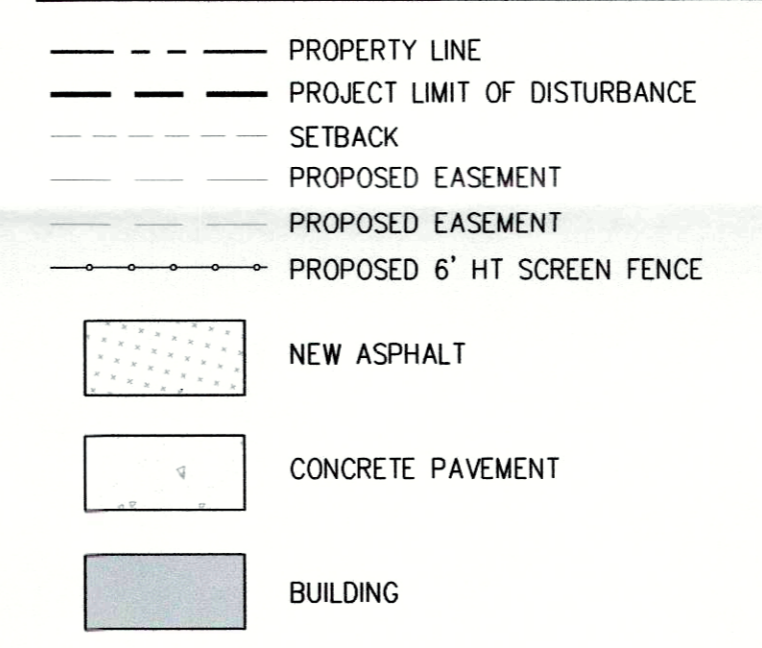 PROPERTY LINE
PROJECT LIMIT OF DISTURBANCE
SETBACK
PROPOSED EASEMENT
PROPOSED EASEMENT
PROPOSED 6' HT SCREEN FENCE
NEW ASPHALT
CONCRETE PAVEMENT
BUILDING